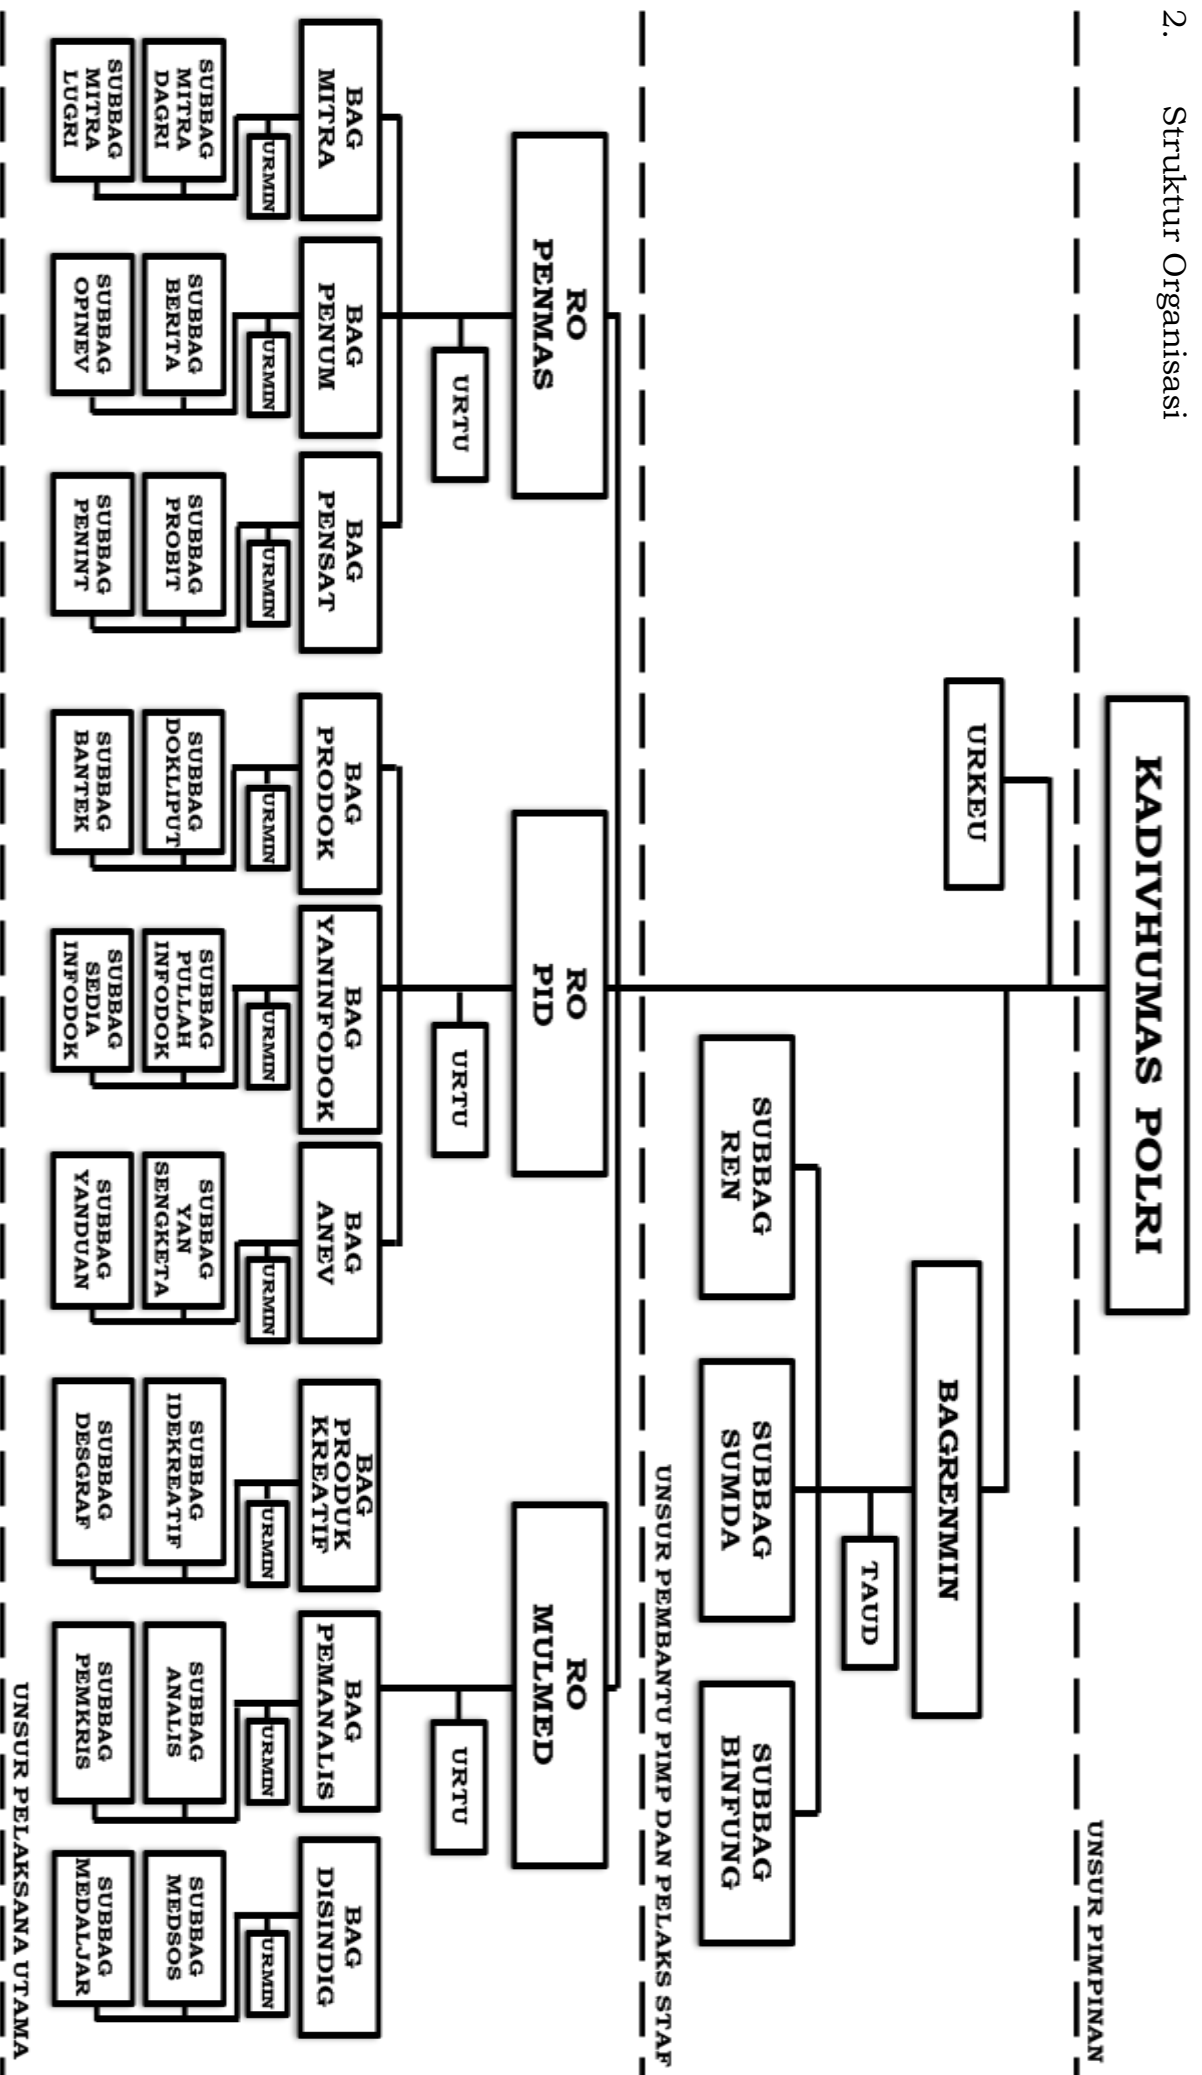 2. Struktur Organisasi
KADIVHUMAS POLRI
UNSUR PIMPINAN
URKEU
BAGRENMIN
TAUD
SUBBAG
REN
SUBBAG
SUMDA
SUBBAG
BINFUNG
UNSUR PEMBANTU PIMP DAN PELAKS STAF
RO
PENMAS
RO
PID
RO
MULMED
URTU
URTU
URTU
BAG
MITRA
BAG
PENUM
BAG
PENSAT
BAG
PRODOK
BAG
YANINFODOK
BAG
ANEV
BAG
PRODUK
KREATIF
BAG
PEMANALIS
BAG
DISINDIG
URMIN
URMIN
URMIN
URMIN
URMIN
URMIN
URMIN
URMIN
URMIN
SUBBAG
MITRA
DAGRI
SUBBAG
BERITA
SUBBAG
PROBIT
SUBBAG
DOKLIPUT
SUBBAG
PULLAH
INFODOK
SUBBAG
YAN
SENGKETA
SUBBAG
IDEKREATIF
SUBBAG
ANALIS
SUBBAG
MEDSOS
SUBBAG
MITRA
LUGRI
SUBBAG
OPINEV
SUBBAG
PENINT
SUBBAG
BANTEK
SUBBAG
SEDIA
INFODOK
SUBBAG
YANDUAN
SUBBAG
DESGRAF
SUBBAG
PEMKRIS
SUBBAG
MEDALJAR
UNSUR PELAKSANA UTAMA